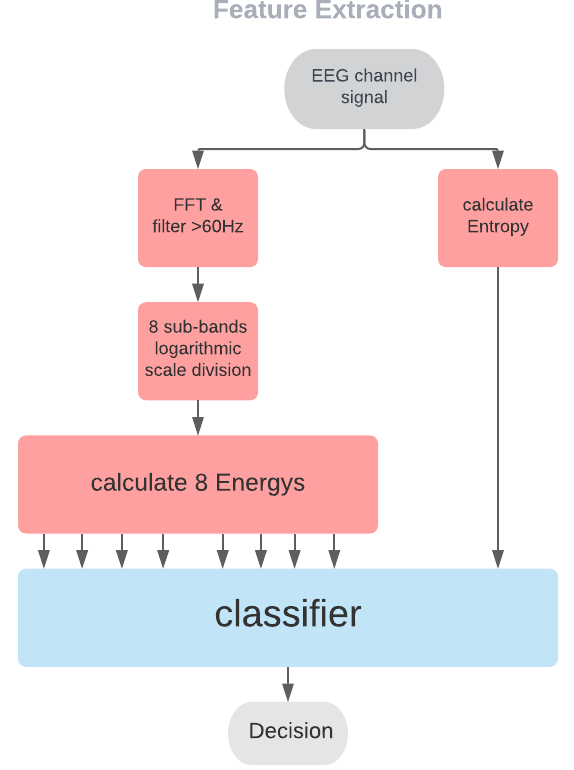 Feature Extraction
EEG channel
signal
FFT &
filter >60Hz
calculate
Entropy
8 sub-bands
logarithmic
scale division
calculate 8 Energys
classifier
Decision